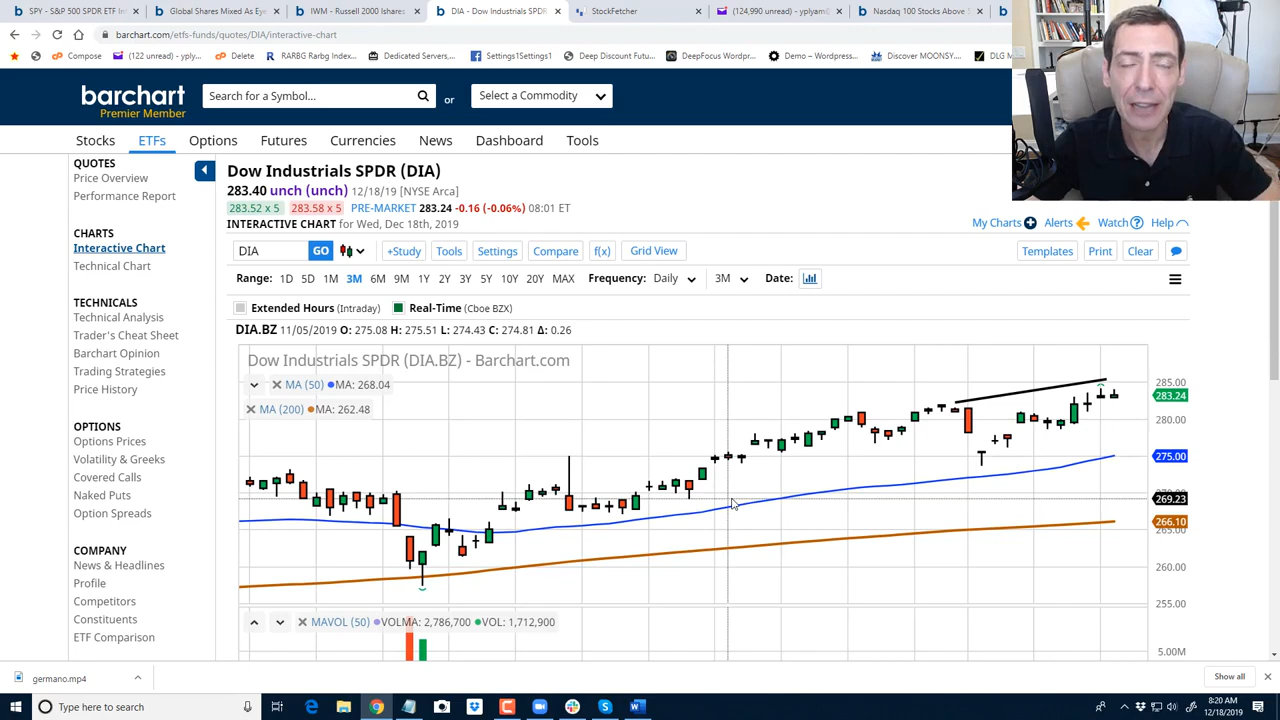 SPY - S&P 500 SPDR ETF In
Global Shares Mixed As Eye
IWM - Russell 2000 Ishares
DIA - Dow Industrials SPDR
StockFetcher
(124,990 unread) - yplyam@
Nasdaq 100 Stocks Above 5
barchart.com/etfs-funds/quotes/DIA/interactive-chart
Compose
(122 unread) - yply...
Delete
RARBG Rarbg Index...
Dedicated Servers...
Settings1Settings1
Deep Discount Futu...
DeepFocus Wordpr...
Demo – Wordpress...
Discover MOONSY...
DLG M
barchart
Premier Member
Search for a Symbol...
or
Select a Commodity
Stocks
ETFs
Options
Futures
Currencies
News
Dashboard
Tools
QUOTES
Price Overview
Performance Report
CHARTS
Interactive Chart
Technical Chart
TECHNICALS
Technical Analysis
Trader's Cheat Sheet
Barchart Opinion
Trading Strategies
Price History
OPTIONS
Options Prices
Volatility & Greeks
Covered Calls
Naked Puts
Option Spreads
COMPANY
News & Headlines
Profile
Competitors
Constituents
ETF Comparison
Dow Industrials SPDR (DIA)
283.40 unch (unch) 12/18/19 [NYSE Arca]
283.52 x 5 283.58 x 5 PRE-MARKET 283.24 -0.16 (-0.06%) 08:01 ET
INTERACTIVE CHART for Wed, Dec 18th, 2019
My Charts Alerts Watch Help
DIA GO +Study Tools Settings Compare f(x) Grid View
Templates Print Clear
Range: 1D 5D 1M 3M 6M 9M 1Y 2Y 3Y 5Y 10Y 20Y MAX Frequency: Daily 3M Date:
Extended Hours (Intraday) Real-Time (Cboe BZX)
DIA.BZ 11/05/2019 O: 275.08 H: 275.51 L: 274.43 C: 274.81 Δ: 0.26
Dow Industrials SPDR (DIA.BZ) - Barchart.com
MA (50) MA: 268.04
MA (200) MA: 262.48
285.00
283.24
280.00
275.00
269.23
266.10
265.00
260.00
255.00
MAVOL (50) VOLMA: 2,786,700 VOL: 1,712,900
5.00M
germano.mp4
Show all
Type here to search
8:20 AM
12/18/2019